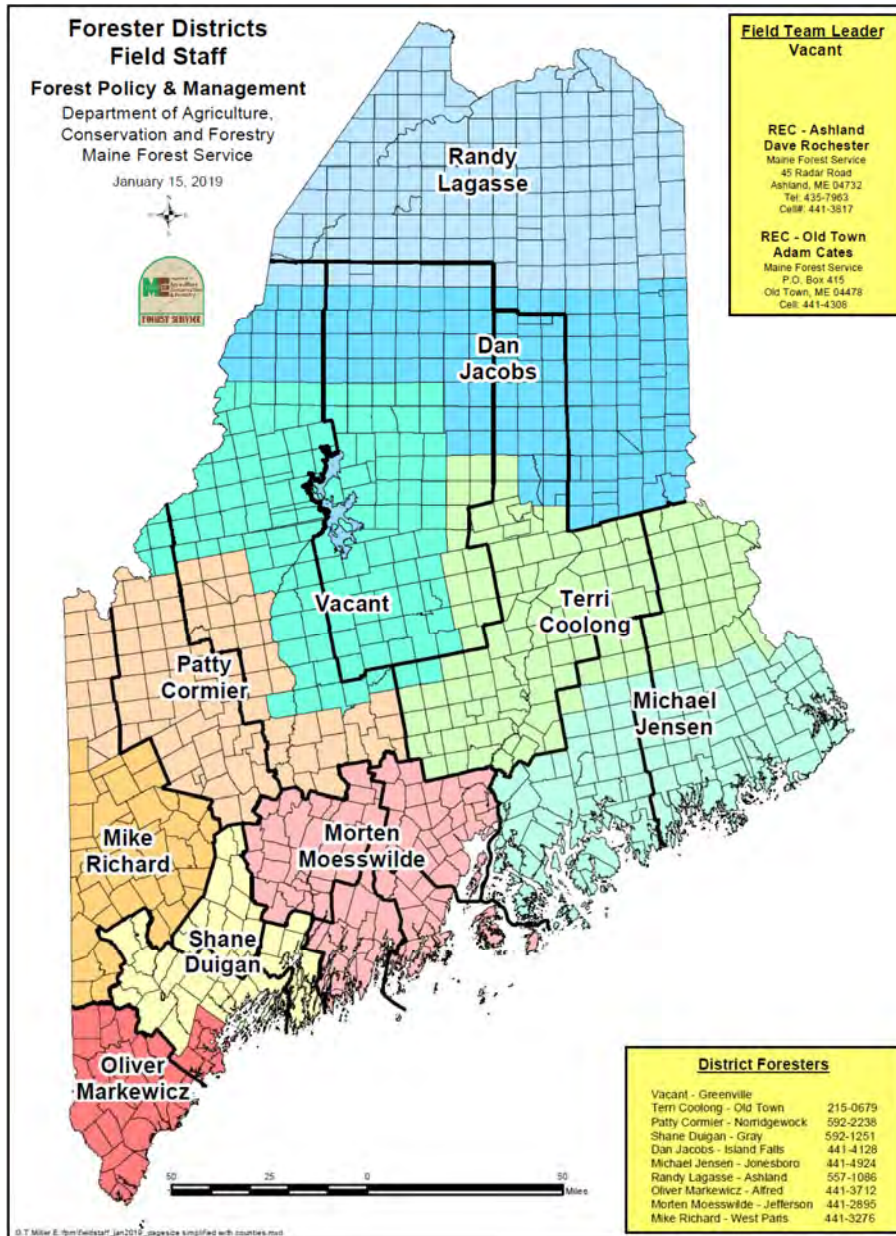 Forester Districts
Field Staff
Forest Policy & Management
Department of Agriculture,
Conservation and Forestry
Maine Forest Service
January 15, 2019
N
FOREST SERVICE
Field Team Leader
Vacant
REC - Ashland
Dave Rochester
Maine Forest Service
45 Radar Road
Ashland, ME 04732
Tel: 435-7963
Cell#: 441-3817
REC - Old Town
Adam Cates
Maine Forest Service
P.O. Box 415
Old Town, ME 04478
Cell: 441-4308
Randy
Lagasse
Dan
Jacobs
Vacant
Terri
Coolong
Patty
Cormier
Michael
Jensen
Mike
Richard
Morten
Moesswilde
Shane
Duigan
Oliver
Markewicz
50 25 0 50
Miles
District Foresters
Vacant - Greenville
Terri Coolong - Old Town 215-0679
Patty Cormier - Norridgewock 592-2238
Shane Duigan - Gray 592-1251
Dan Jacobs - Island Falls 441-4128
Michael Jensen - Jonesboro 441-4924
Randy Lagasse - Ashland 557-1086
Oliver Markewicz - Alfred 441-3712
Morten Moesswilde - Jefferson 441-2895
Mike Richard - West Paris 441-3276